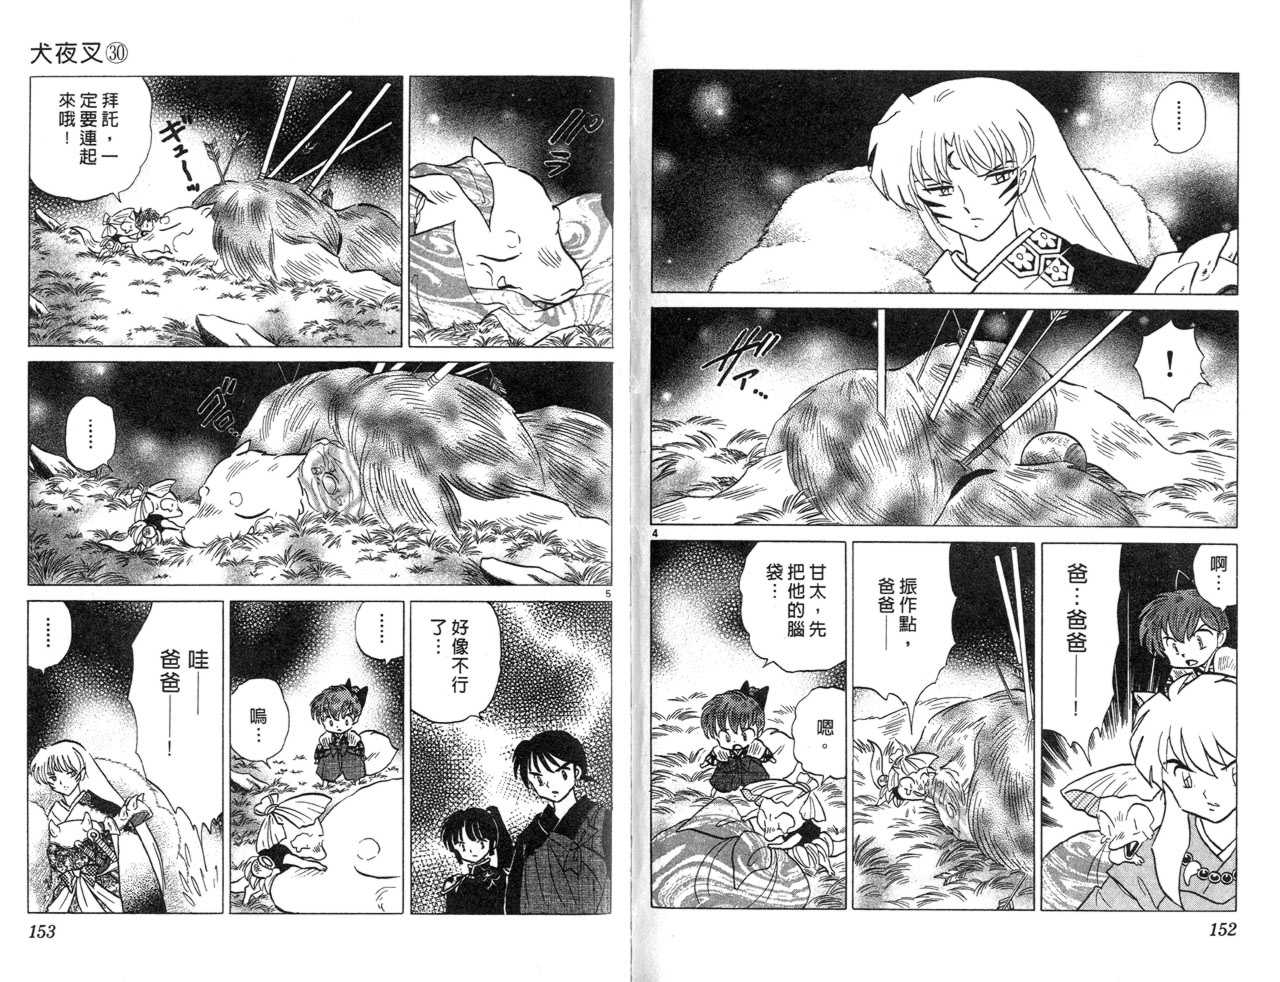 ……
!
ザァ…
4
啊…
爸…爸爸──!
振作點，
爸爸──
甘太，先
把他的腦
袋…
嗯。
152
犬夜叉㉚
パラ
拜託，一
定要連起
來哦！
ギュ〜ッ
……
5
好像不行
了…
……
嗚…
哇──
爸爸──!
……
153